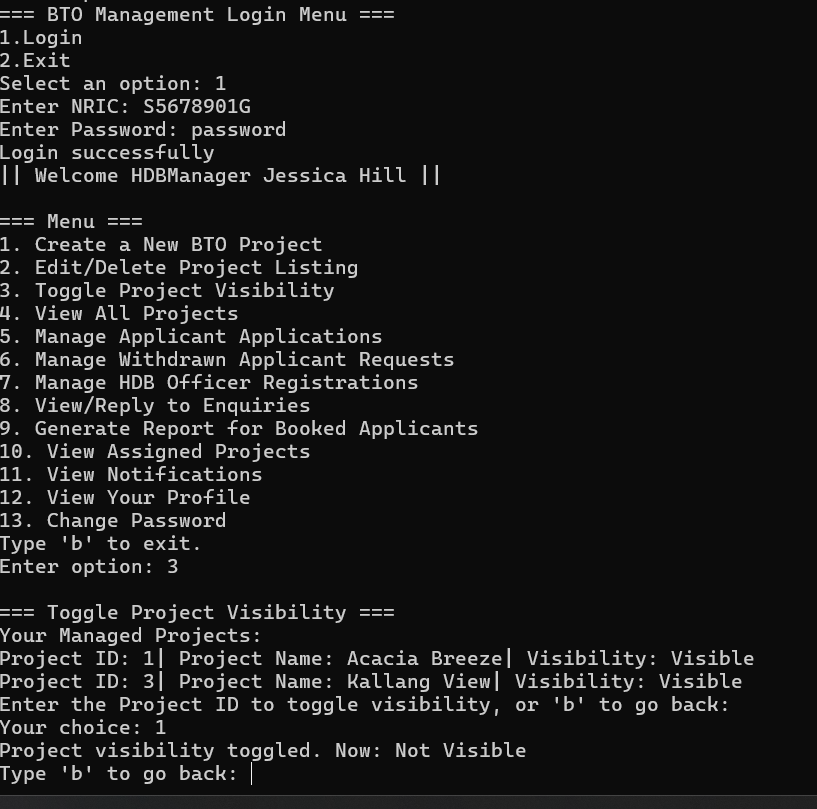 === BTO Management Login Menu ===
1.Login
2.Exit
Select an option: 1
Enter NRIC: S5678901G
Enter Password: password
Login successfully
|| Welcome HDBManager Jessica Hill ||
=== Menu ===
1. Create a New BTO Project
2. Edit/Delete Project Listing
3. Toggle Project Visibility
4. View All Projects
5. Manage Applicant Applications
6. Manage Withdrawn Applicant Requests
7. Manage HDB Officer Registrations
8. View/Reply to Enquiries
9. Generate Report for Booked Applicants
10. View Assigned Projects
11. View Notifications
12. View Your Profile
13. Change Password
Type 'b' to exit.
Enter option: 3
=== Toggle Project Visibility ===
Your Managed Projects:
Project ID: 1| Project Name: Acacia Breeze| Visibility: Visible
Project ID: 3| Project Name: Kallang View| Visibility: Visible
Enter the Project ID to toggle visibility, or 'b' to go back:
Your choice: 1
Project visibility toggled. Now: Not Visible
Type 'b' to go back: